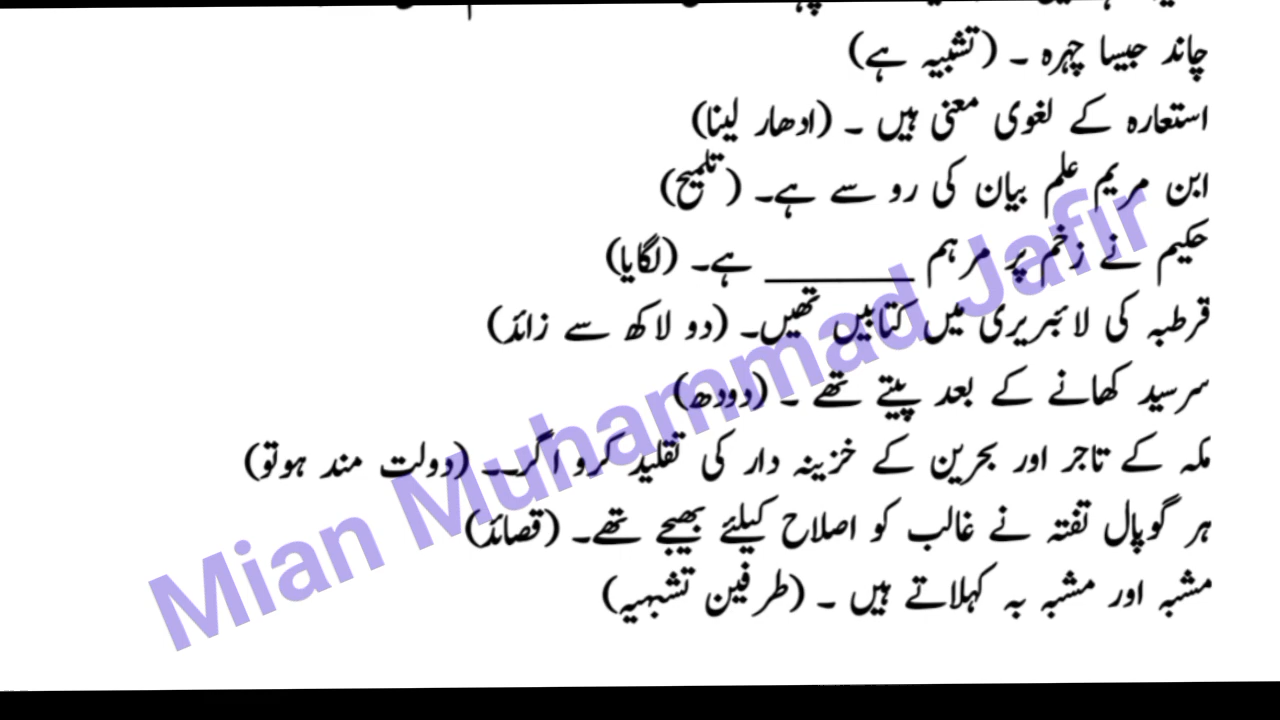 چاند جیسا چہرہ ۔ (تشبیہ ہے)
استعارہ کے لغوی معنی ہیں ۔ (ادھار لینا)
ابن مریم علم بیان کی رو سے ہے۔ (تلمیح)
حکیم نے زخم پر مرہم ________ ہے۔ (لگایا)
قرطبہ کی لائبریری میں کتابیں تھیں۔ (دو لاکھ سے زائد)
سرسید کھانے کے بعد پیتے تھے ۔ (دودھ)
مکہ کے تاجر اور بحرین کے خزینہ دار کی تقلید کرو اگر۔۔ (دولت مند ہوتو)
ہر گوپال تفتہ نے غالب کو اصلاح کیلئے بھیجے تھے۔ (قصائد)
مشبہ اور مشبہ بہ کہلاتے ہیں ۔ (طرفین تشبہیہ)
Mian Muhammad Jafir